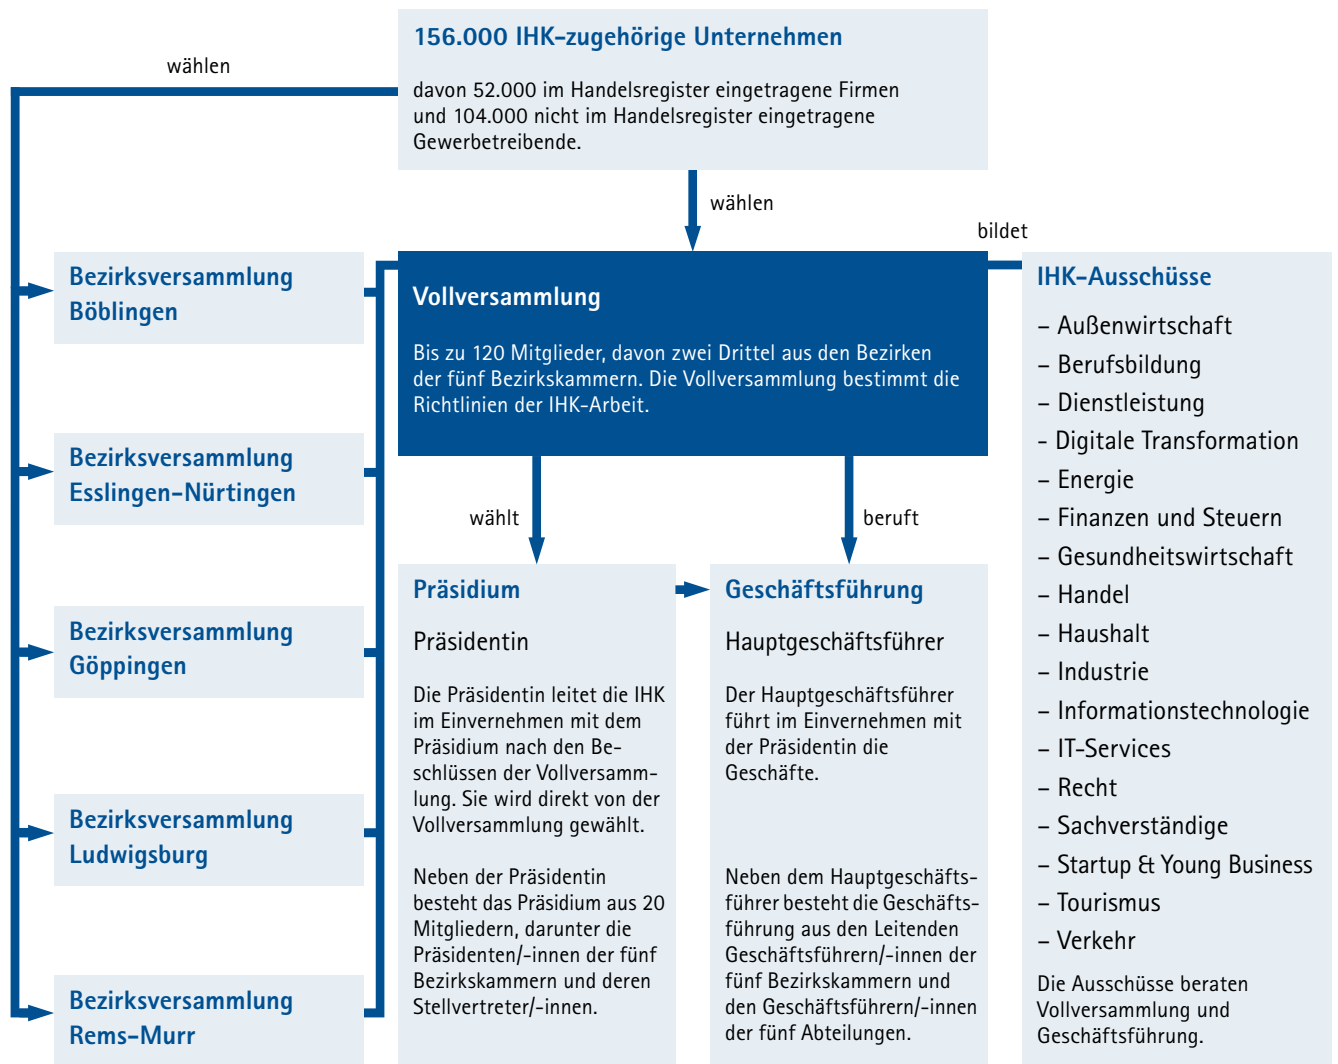 156.000 IHK-zugehörige Unternehmen
davon 52.000 im Handelsregister eingetragene Firmen
und 104.000 nicht im Handelsregister eingetragene
Gewerbetreibende.
wählen
wählen
bildet
Bezirksversammlung
Böblingen
Bezirksversammlung
Esslingen-Nürtingen
Bezirksversammlung
Göppingen
Bezirksversammlung
Ludwigsburg
Bezirksversammlung
Rems-Murr
Vollversammlung
Bis zu 120 Mitglieder, davon zwei Drittel aus den Bezirken
der fünf Bezirkskammern. Die Vollversammlung bestimmt die
Richtlinien der IHK-Arbeit.
wählt
beruft
Präsidium
Präsidentin
Die Präsidentin leitet die IHK
im Einvernehmen mit dem
Präsidium nach den Be-
schlüssen der Vollversamm-
lung. Sie wird direkt von der
Vollversammlung gewählt.
Neben der Präsidentin
besteht das Präsidium aus 20
Mitgliedern, darunter die
Präsidenten/-innen der fünf
Bezirkskammern und deren
Stellvertreter/-innen.
Geschäftsführung
Hauptgeschäftsführer
Der Hauptgeschäftsführer
führt im Einvernehmen mit
der Präsidentin die
Geschäfte.
Neben dem Hauptgeschäfts-
führer besteht die Geschäfts-
führung aus den Leitenden
Geschäftsführern/-innen der
fünf Bezirkskammern und
den Geschäftsführern/-innen
der fünf Abteilungen.
IHK-Ausschüsse
– Außenwirtschaft
– Berufsbildung
– Dienstleistung
- Digitale Transformation
– Energie
– Finanzen und Steuern
– Gesundheitswirtschaft
– Handel
– Haushalt
– Industrie
– Informationstechnologie
– IT-Services
– Recht
– Sachverständige
– Startup & Young Business
– Tourismus
– Verkehr
Die Ausschüsse beraten
Vollversammlung und
Geschäftsführung.